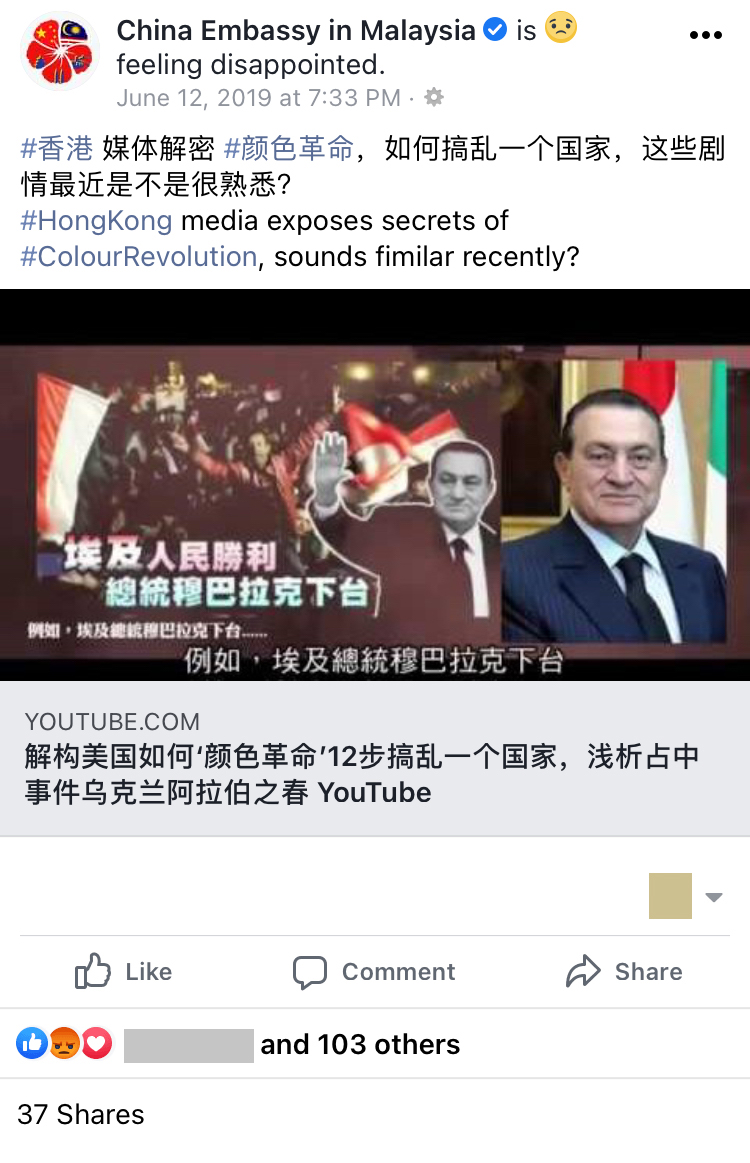 China Embassy in Malaysia is
feeling disappointed.
June 12, 2019 at 7:33 PM ·
#香港 媒体解密 #颜色革命，如何搞乱一个国家，这些剧
情最近是不是很熟悉?
#HongKong media exposes secrets of
#ColourRevolution, sounds fimilar recently?
埃及人民勝利
總統穆巴拉克下台
例如，埃及總統穆巴拉克下台......
例如，埃及總統穆巴拉克下台
YOUTUBE.COM
解构美国如何‘颜色革命’12步搞乱一个国家，浅析占中
事件乌克兰阿拉伯之春 YouTube
Like Comment Share
and 103 others
37 Shares